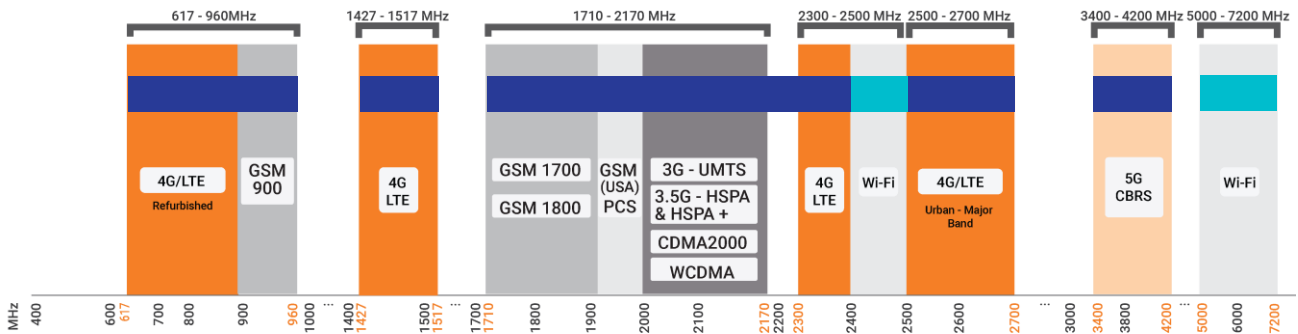 617 - 960MHz
1427 - 1517 MHz
1710 - 2170 MHz
2300 - 2500 MHz
2500 - 2700 MHz
3400 - 4200 MHz
5000 - 7200 MHz
4G/LTE
Refurbished
GSM
900
4G
LTE
GSM 1700
GSM 1800
GSM
(USA)
PCS
3G - UMTS
3.5G - HSPA
& HSPA +
CDMA2000
WCDMA
4G
LTE
Wi-Fi
4G/LTE
Urban - Major
Band
5G
CBRS
Wi-Fi
MHz
400
600
617
700
800
900
960
1000
...
1400
1427
1500
1517
...
1700
1710
1800
1900
2000
2100
2170
2200
2300
2400
2500
2600
2700
...
3000
3400
3800
4200
...
5000
6000
7200